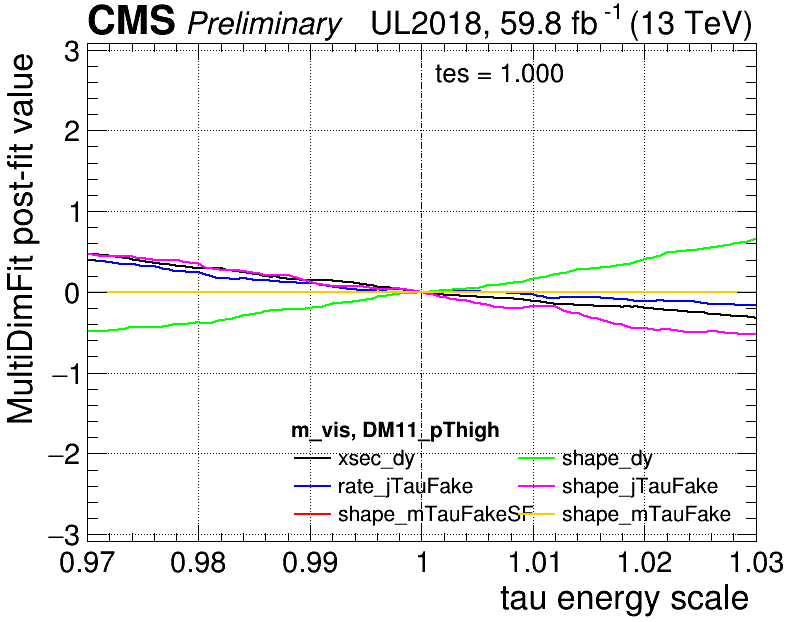 CMS Preliminary UL2018, 59.8 fb⁻¹ (13 TeV)
MultiDimFit post-fit value
3
2
1
0
−1
−2
−3
tes = 1.000
m_vis, DM11_pThigh
xsec_dy shape_dy
rate_jTauFake shape_jTauFake
shape_mTauFakeSF shape_mTauFake
0.97 0.98 0.99 1 1.01 1.02 1.03
tau energy scale